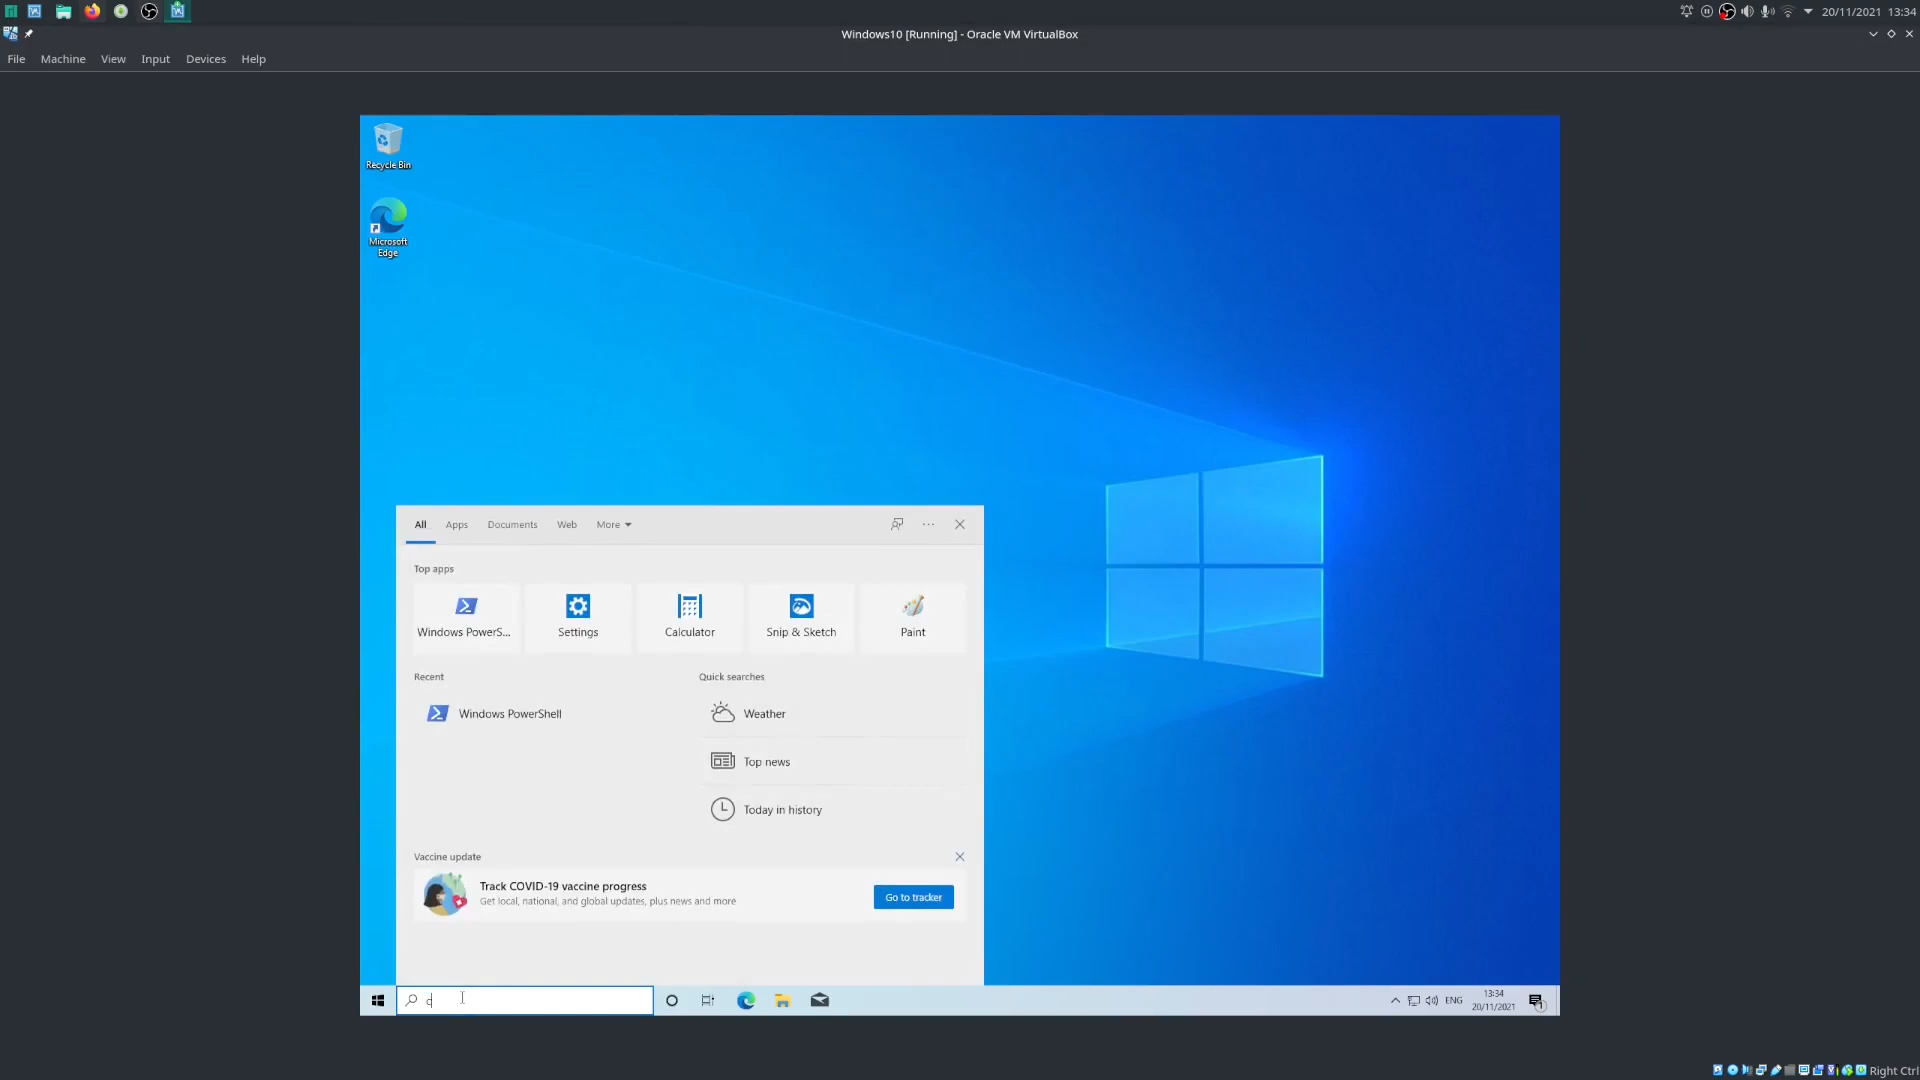 20/11/2021 13:34
Windows10 [Running] - Oracle VM VirtualBox
File Machine View Input Devices Help
Recycle Bin
Microsoft
Edge
All Apps Documents Web More
Top apps
Windows PowerS... Settings Calculator Snip & Sketch Paint
Recent
Quick searches
Windows PowerShell
Weather
Top news
Today in history
Vaccine update
Track COVID-19 vaccine progress
Get local, national, and global updates, plus news and more
Go to tracker
c
ENG
13:34
20/11/2021
1
Right Ctrl